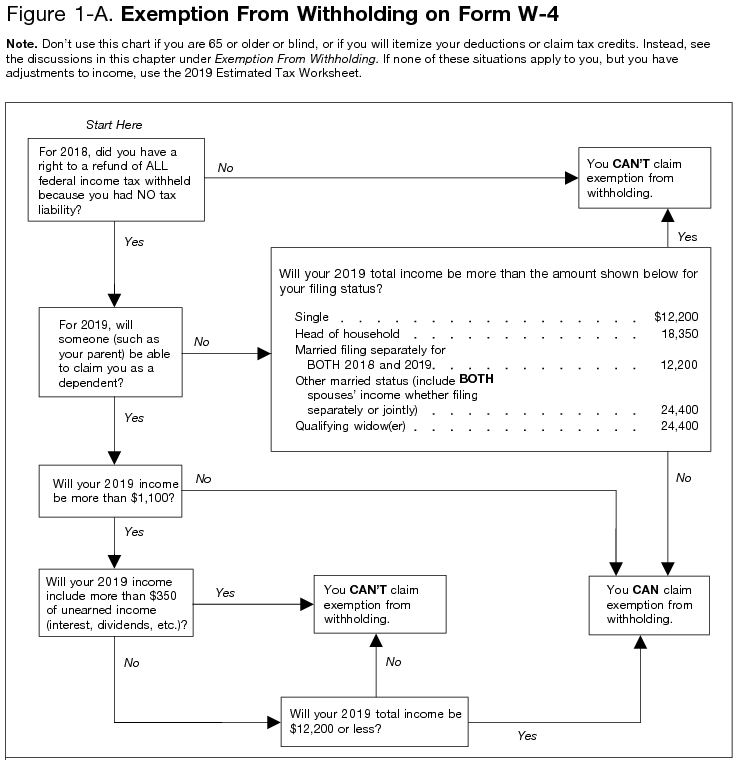 Figure 1-A. Exemption From Withholding on Form W-4
Note. Don't use this chart if you are 65 or older or blind, or if you will itemize your deductions or claim tax credits. Instead, see
the discussions in this chapter under Exemption From Withholding. If none of these situations apply to you, but you have
adjustments to income, use the 2019 Estimated Tax Worksheet.
Start Here
For 2018, did you have a
right to a refund of ALL
federal income tax withheld
because you had NO tax
liability?
No
You CAN'T claim
exemption from
withholding.
Yes
Yes
Will your 2019 total income be more than the amount shown below for
your filing status?
Single . . . . . . . . . . . . . . . . $12,200
Head of household . . . . . . . . . . . . . 18,350
Married filing separately for
BOTH 2018 and 2019. . . . . . . . . . . . 12,200
Other married status (include BOTH
spouses' income whether filing
separately or jointly) . . . . . . . . . . . . 24,400
Qualifying widow(er) . . . . . . . . . . . . . 24,400
For 2019, will
someone (such as
your parent) be able
to claim you as a
dependent?
No
Yes
No
Will your 2019 income
be more than $1,100?
No
Yes
Will your 2019 income
include more than $350
of unearned income
(interest, dividends, etc.)?
Yes
You CAN'T claim
exemption from
withholding.
You CAN claim
exemption from
withholding.
No
No
Will your 2019 total income be
$12,200 or less?
Yes